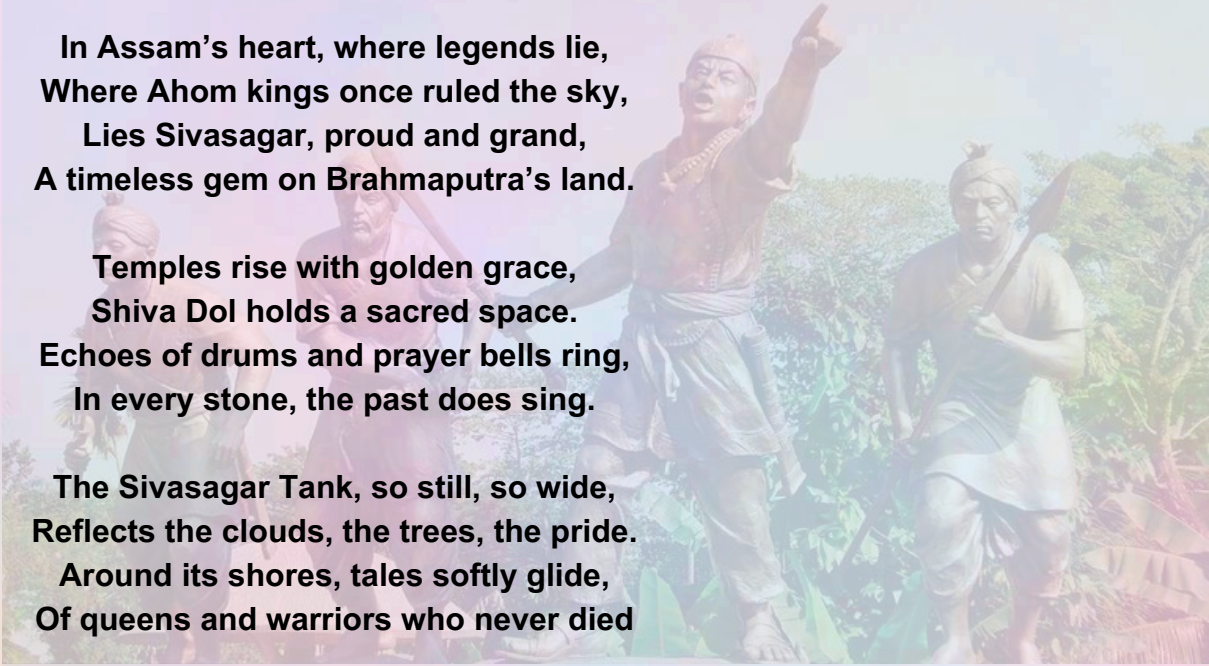 In Assam’s heart, where legends lie,
Where Ahom kings once ruled the sky,
Lies Sivasagar, proud and grand,
A timeless gem on Brahmaputra’s land.
Temples rise with golden grace,
Shiva Dol holds a sacred space.
Echoes of drums and prayer bells ring,
In every stone, the past does sing.
The Sivasagar Tank, so still, so wide,
Reflects the clouds, the trees, the pride.
Around its shores, tales softly glide,
Of queens and warriors who never died